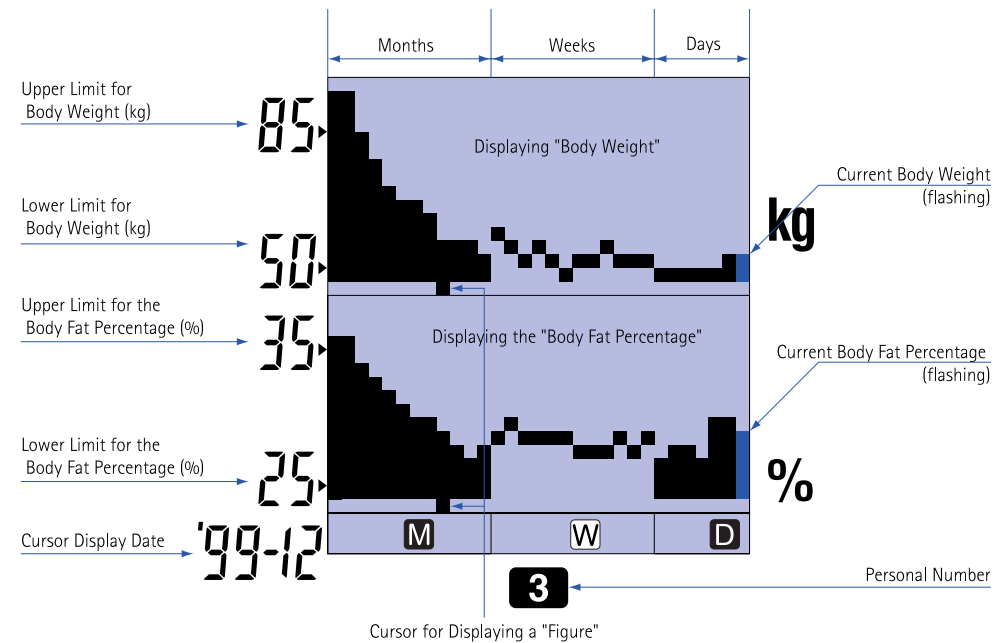 Months
Weeks
Days
Upper Limit for
Body Weight (kg)
85
Displaying "Body Weight"
Current Body Weight
(flashing)
kg
Lower Limit for
Body Weight (kg)
50
Upper Limit for the
Body Fat Percentage (%)
35
Displaying the "Body Fat Percentage"
Current Body Fat Percentage
(flashing)
Lower Limit for the
Body Fat Percentage (%)
25
%
Cursor Display Date
'99-12
M
W
D
3
Personal Number
Cursor for Displaying a "Figure"